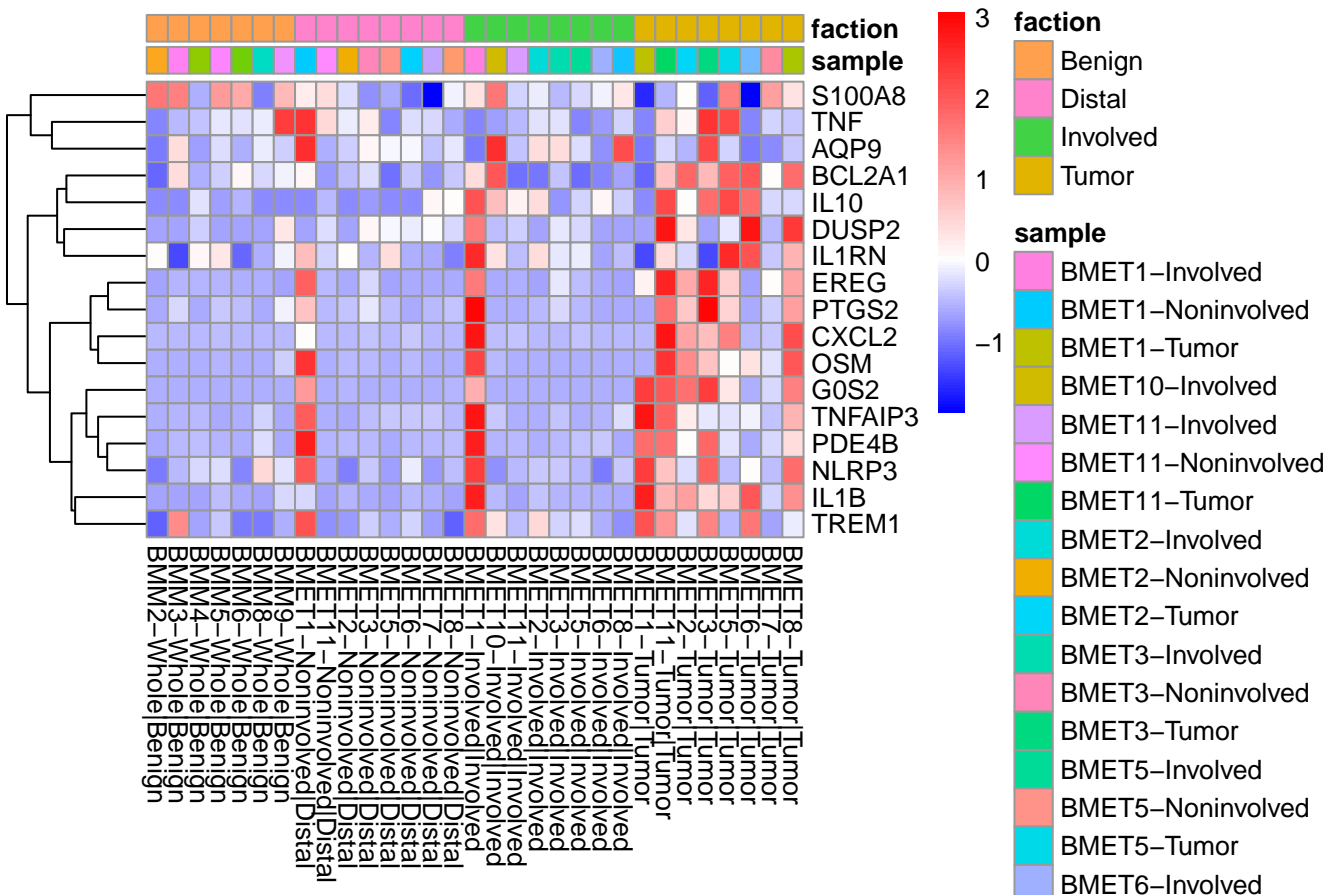 faction
sample
S100A8
TNF
AQP9
BCL2A1
IL10
DUSP2
IL1RN
EREG
PTGS2
CXCL2
OSM
G0S2
TNFAIP3
PDE4B
NLRP3
IL1B
TREM1
BMM2−Whole|Benign
BMM3−Whole|Benign
BMM4−Whole|Benign
BMM5−Whole|Benign
BMM6−Whole|Benign
BMM8−Whole|Benign
BMM9−Whole|Benign
BMET1−Noninvolved|Distal
BMET11−Noninvolved|Distal
BMET2−Noninvolved|Distal
BMET3−Noninvolved|Distal
BMET5−Noninvolved|Distal
BMET6−Noninvolved|Distal
BMET7−Noninvolved|Distal
BMET8−Noninvolved|Distal
BMET1−Involved|Involved
BMET10−Involved|Involved
BMET11−Involved|Involved
BMET2−Involved|Involved
BMET3−Involved|Involved
BMET5−Involved|Involved
BMET6−Involved|Involved
BMET8−Involved|Involved
BMET1−Tumor|Tumor
BMET11−Tumor|Tumor
BMET2−Tumor|Tumor
BMET3−Tumor|Tumor
BMET5−Tumor|Tumor
BMET6−Tumor|Tumor
BMET7−Tumor|Tumor
BMET8−Tumor|Tumor
3
2
1
0
−1
faction
Benign
Distal
Involved
Tumor
sample
BMET1−Involved
BMET1−Noninvolved
BMET1−Tumor
BMET10−Involved
BMET11−Involved
BMET11−Noninvolved
BMET11−Tumor
BMET2−Involved
BMET2−Noninvolved
BMET2−Tumor
BMET3−Involved
BMET3−Noninvolved
BMET3−Tumor
BMET5−Involved
BMET5−Noninvolved
BMET5−Tumor
BMET6−Involved